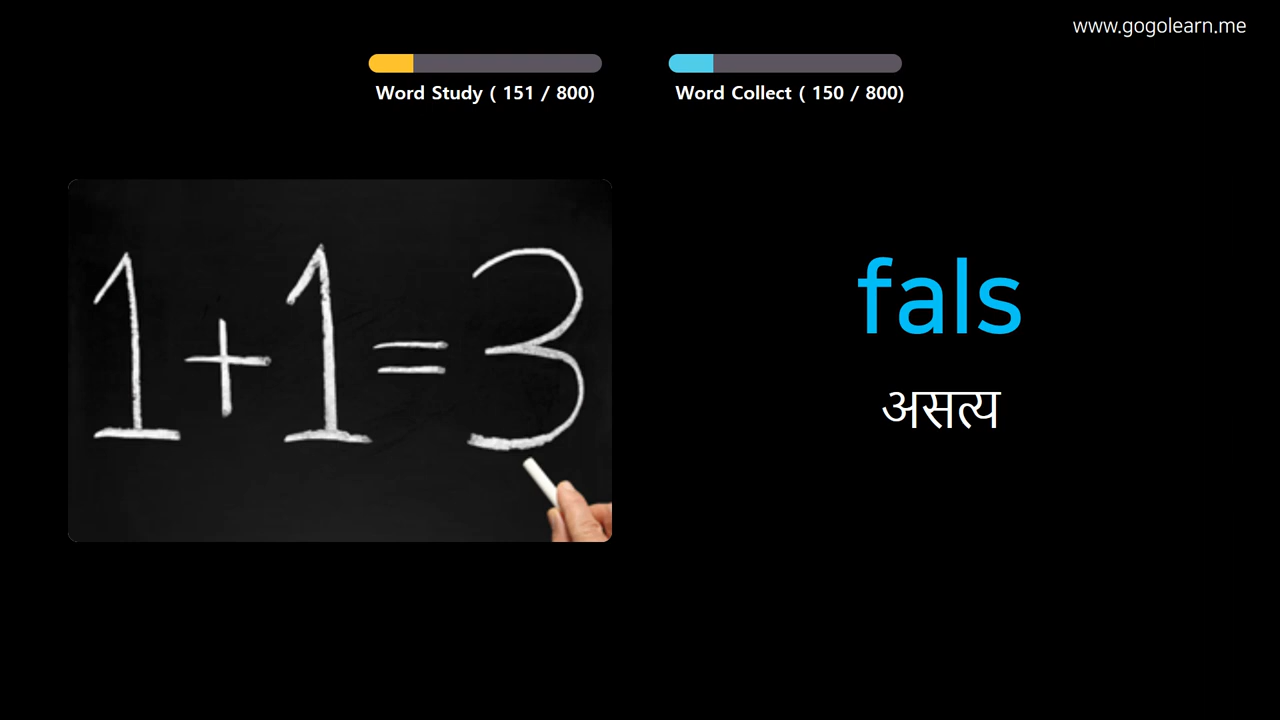 www.gogolearn.me
Word Study ( 151 / 800)
Word Collect ( 150 / 800)
1+1=3
fals
असत्य